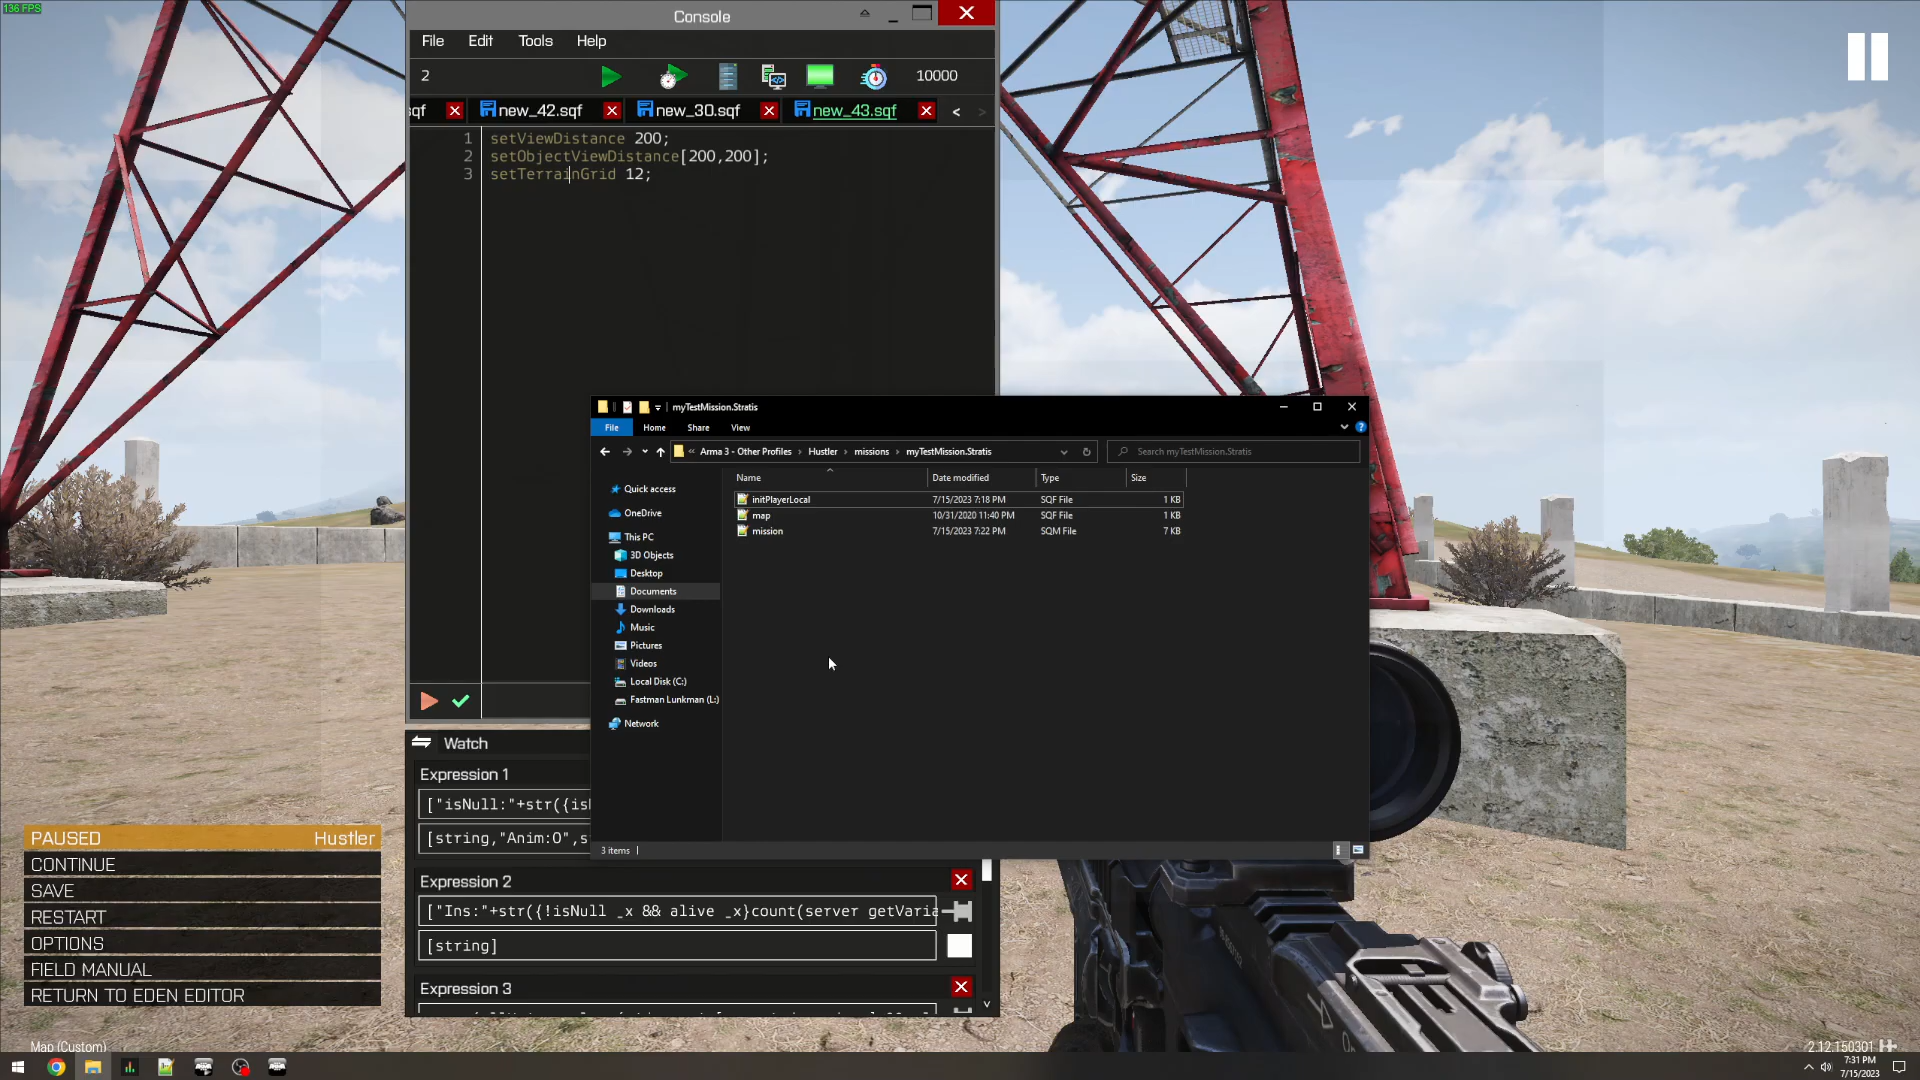 136 FPS
Console
File Edit Tools Help
2 10000
sqf new_42.sqf new_30.sqf new_43.sqf < >
1 setViewDistance 200;
2 setObjectViewDistance[200,200];
3 setTerrainGrid 12;
myTestMission.Stratis
File Home Share View
« Arma 3 - Other Profiles > Hustler > missions > myTestMission.Stratis
Search myTestMission.Stratis
Name Date modified Type Size
initPlayerLocal 7/15/2023 7:18 PM SQF File 1 KB
map 10/31/2020 11:40 PM SQF File 1 KB
mission 7/15/2023 7:22 PM SQM File 7 KB
Quick access
OneDrive
This PC
3D Objects
Desktop
Documents
Downloads
Music
Pictures
Videos
Local Disk (C:)
Fastman Lunkman (L:)
Network
3 items
Watch
Expression 1
["isNull:"+str({isN
[string,"Anim:O",s
Expression 2
["Ins:"+str({!isNull _x && alive _x}count(server getVaria
[string]
Expression 3
PAUSED Hustler
CONTINUE
SAVE
RESTART
OPTIONS
FIELD MANUAL
RETURN TO EDEN EDITOR
Map (Custom)
2.12.150301
7:31 PM
7/15/2023